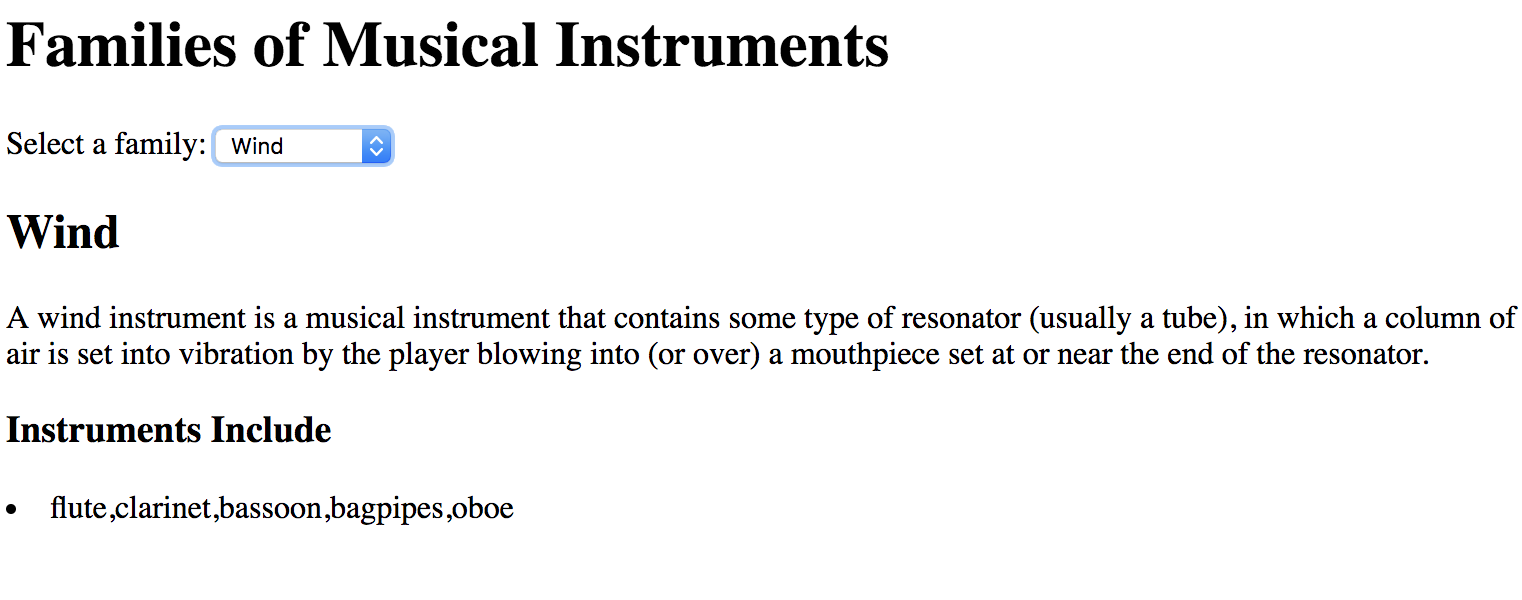 Families of Musical Instruments
Select a family: Wind
Wind
A wind instrument is a musical instrument that contains some type of resonator (usually a tube), in which a column of
air is set into vibration by the player blowing into (or over) a mouthpiece set at or near the end of the resonator.
Instruments Include
• flute,clarinet,bassoon,bagpipes,oboe